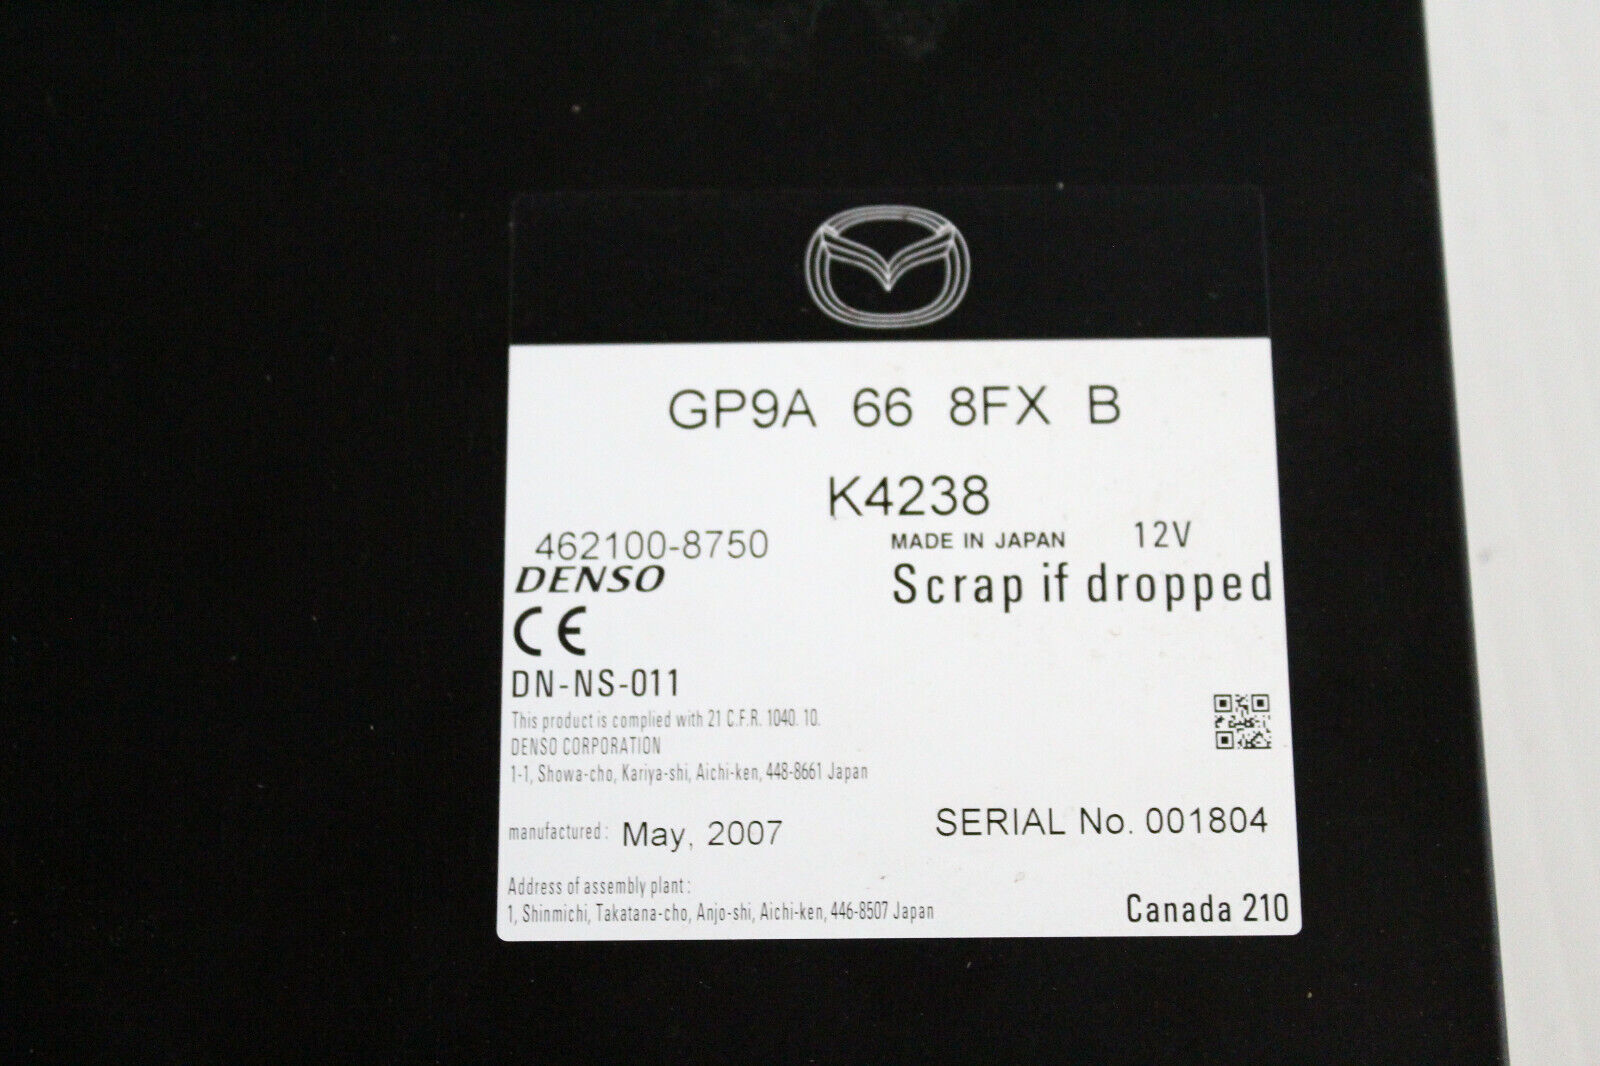 GP9A 66 8FX B
K4238
462100-8750 MADE IN JAPAN 12V
DENSO Scrap if dropped
CE
DN-NS-011
This product is complied with 21 C.F.R. 1040. 10.
DENSO CORPORATION
1-1, Showa-cho, Kariya-shi, Aichi-ken, 448-8661 Japan
manufactured: May, 2007 SERIAL No. 001804
Address of assembly plant:
1, Shinmichi, Takatana-cho, Anjo-shi, Aichi-ken, 446-8507 Japan Canada 210